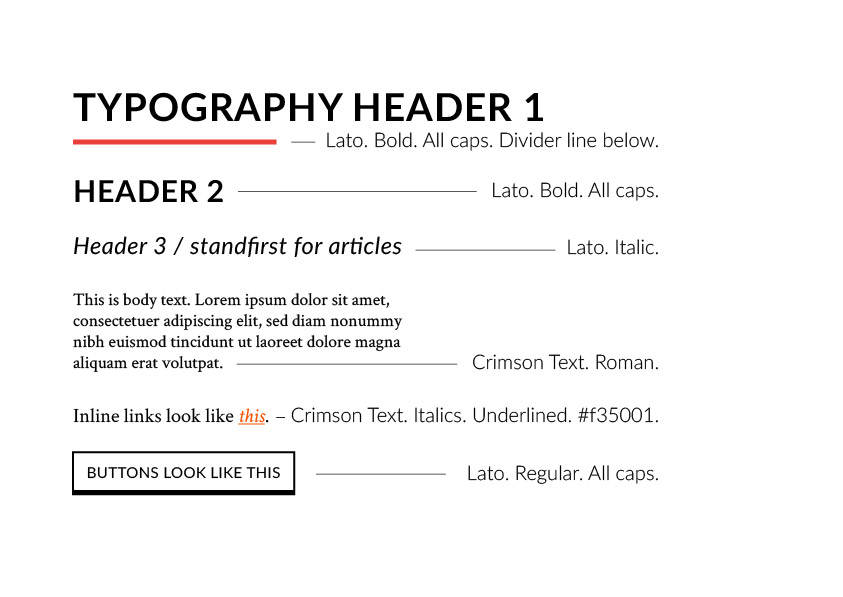 TYPOGRAPHY HEADER 1
Lato. Bold. All caps. Divider line below.
HEADER 2 Lato. Bold. All caps.
Header 3 / standfirst for articles Lato. Italic.
This is body text. Lorem ipsum dolor sit amet,
consectetuer adipiscing elit, sed diam nonummy
nibh euismod tincidunt ut laoreet dolore magna
aliquam erat volutpat. Crimson Text. Roman.
Inline links look like this. – Crimson Text. Italics. Underlined. #f35001.
BUTTONS LOOK LIKE THIS Lato. Regular. All caps.